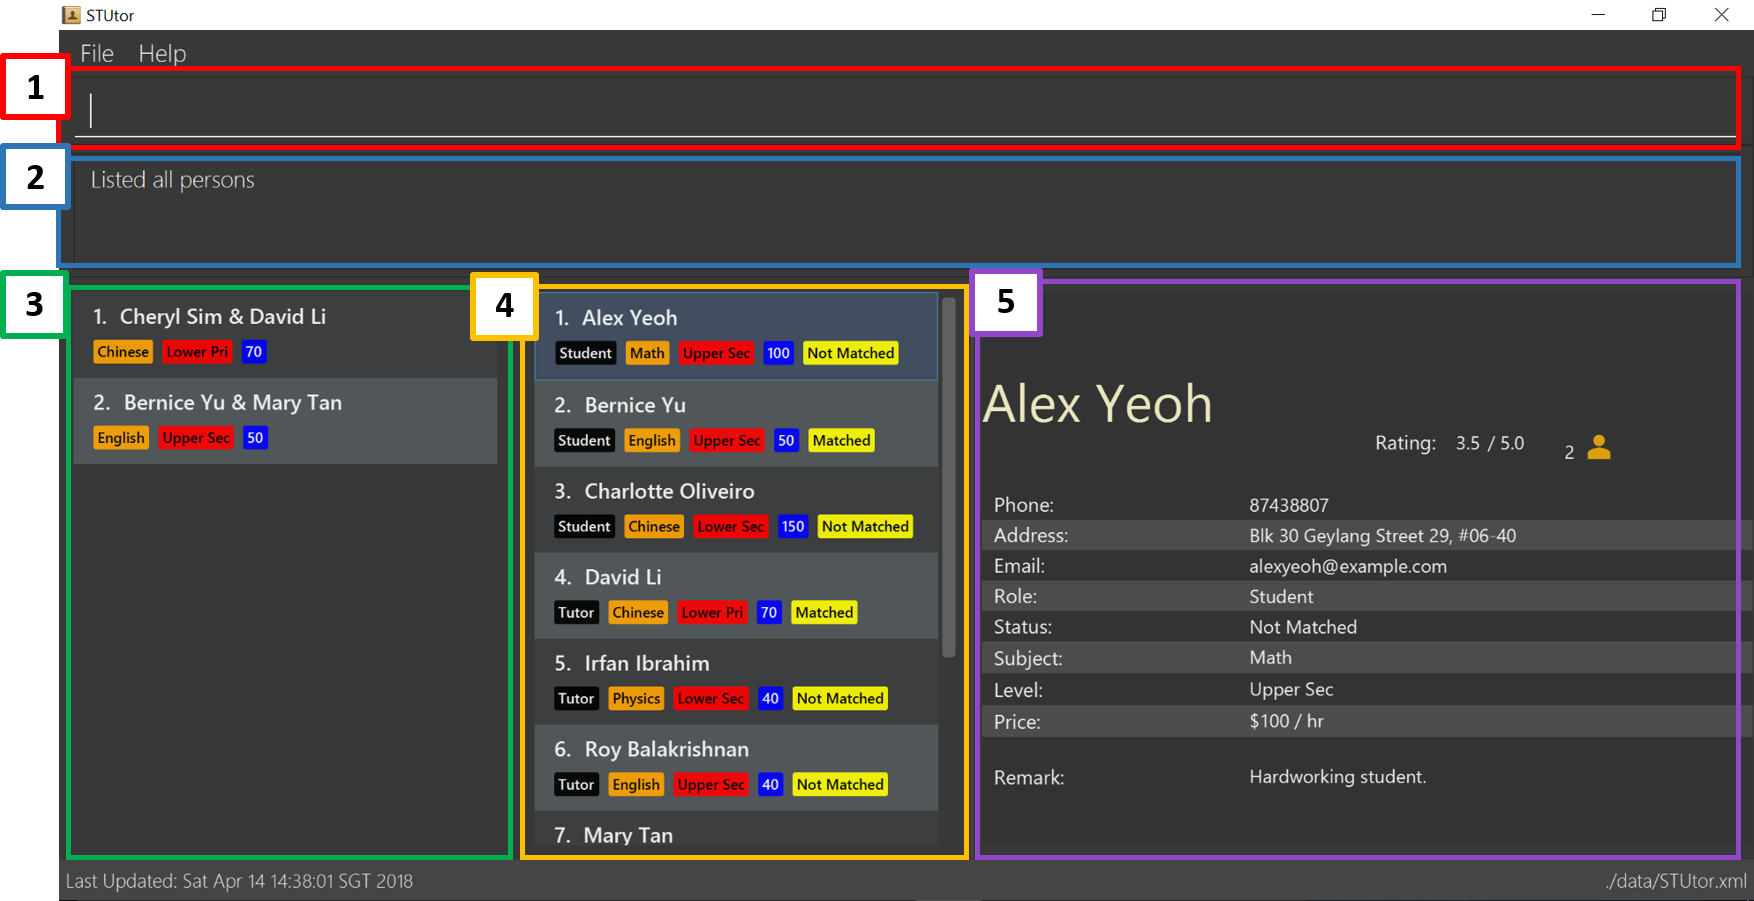 STUtor
File Help
1
2
Listed all persons
3
1. Cheryl Sim & David Li
Chinese Lower Pri 70
2. Bernice Yu & Mary Tan
English Upper Sec 50
4
1. Alex Yeoh
Student Math Upper Sec 100 Not Matched
2. Bernice Yu
Student English Upper Sec 50 Matched
3. Charlotte Oliveiro
Student Chinese Lower Sec 150 Not Matched
4. David Li
Tutor Chinese Lower Pri 70 Matched
5. Irfan Ibrahim
Tutor Physics Lower Sec 40 Not Matched
6. Roy Balakrishnan
Tutor English Upper Sec 40 Not Matched
7. Mary Tan
5
Alex Yeoh
Rating: 3.5 / 5.0 2
Phone: 87438807
Address: Blk 30 Geylang Street 29, #06-40
Email: alexyeoh@example.com
Role: Student
Status: Not Matched
Subject: Math
Level: Upper Sec
Price: $100 / hr
Remark: Hardworking student.
Last Updated: Sat Apr 14 14:38:01 SGT 2018
./data/STUtor.xml